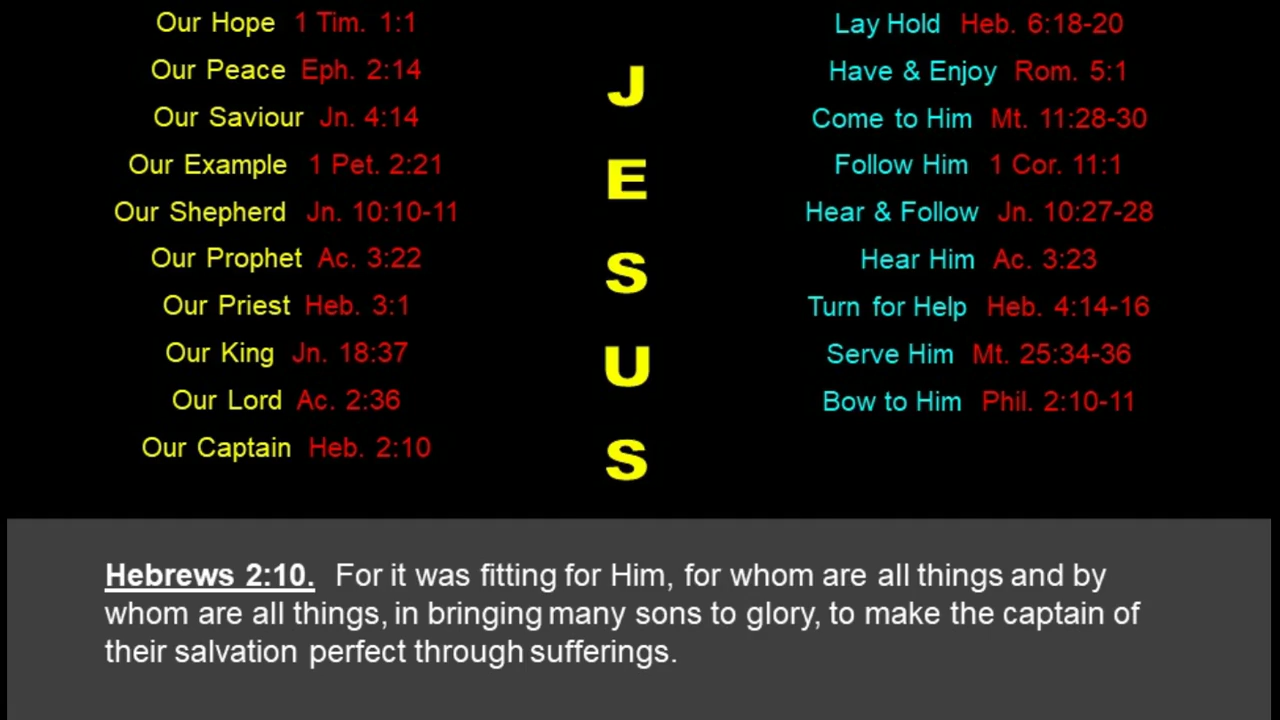 Our Hope 1 Tim. 1:1
Our Peace Eph. 2:14
Our Saviour Jn. 4:14
Our Example 1 Pet. 2:21
Our Shepherd Jn. 10:10-11
Our Prophet Ac. 3:22
Our Priest Heb. 3:1
Our King Jn. 18:37
Our Lord Ac. 2:36
Our Captain Heb. 2:10
J
E
S
U
S
Lay Hold Heb. 6:18-20
Have & Enjoy Rom. 5:1
Come to Him Mt. 11:28-30
Follow Him 1 Cor. 11:1
Hear & Follow Jn. 10:27-28
Hear Him Ac. 3:23
Turn for Help Heb. 4:14-16
Serve Him Mt. 25:34-36
Bow to Him Phil. 2:10-11
Hebrews 2:10. For it was fitting for Him, for whom are all things and by
whom are all things, in bringing many sons to glory, to make the captain of
their salvation perfect through sufferings.